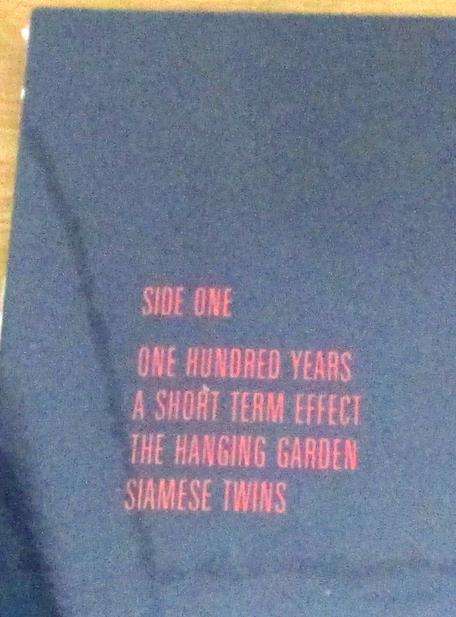 SIDE ONE
ONE HUNDRED YEARS
A SHORT TERM EFFECT
THE HANGING GARDEN
SIAMESE TWINS